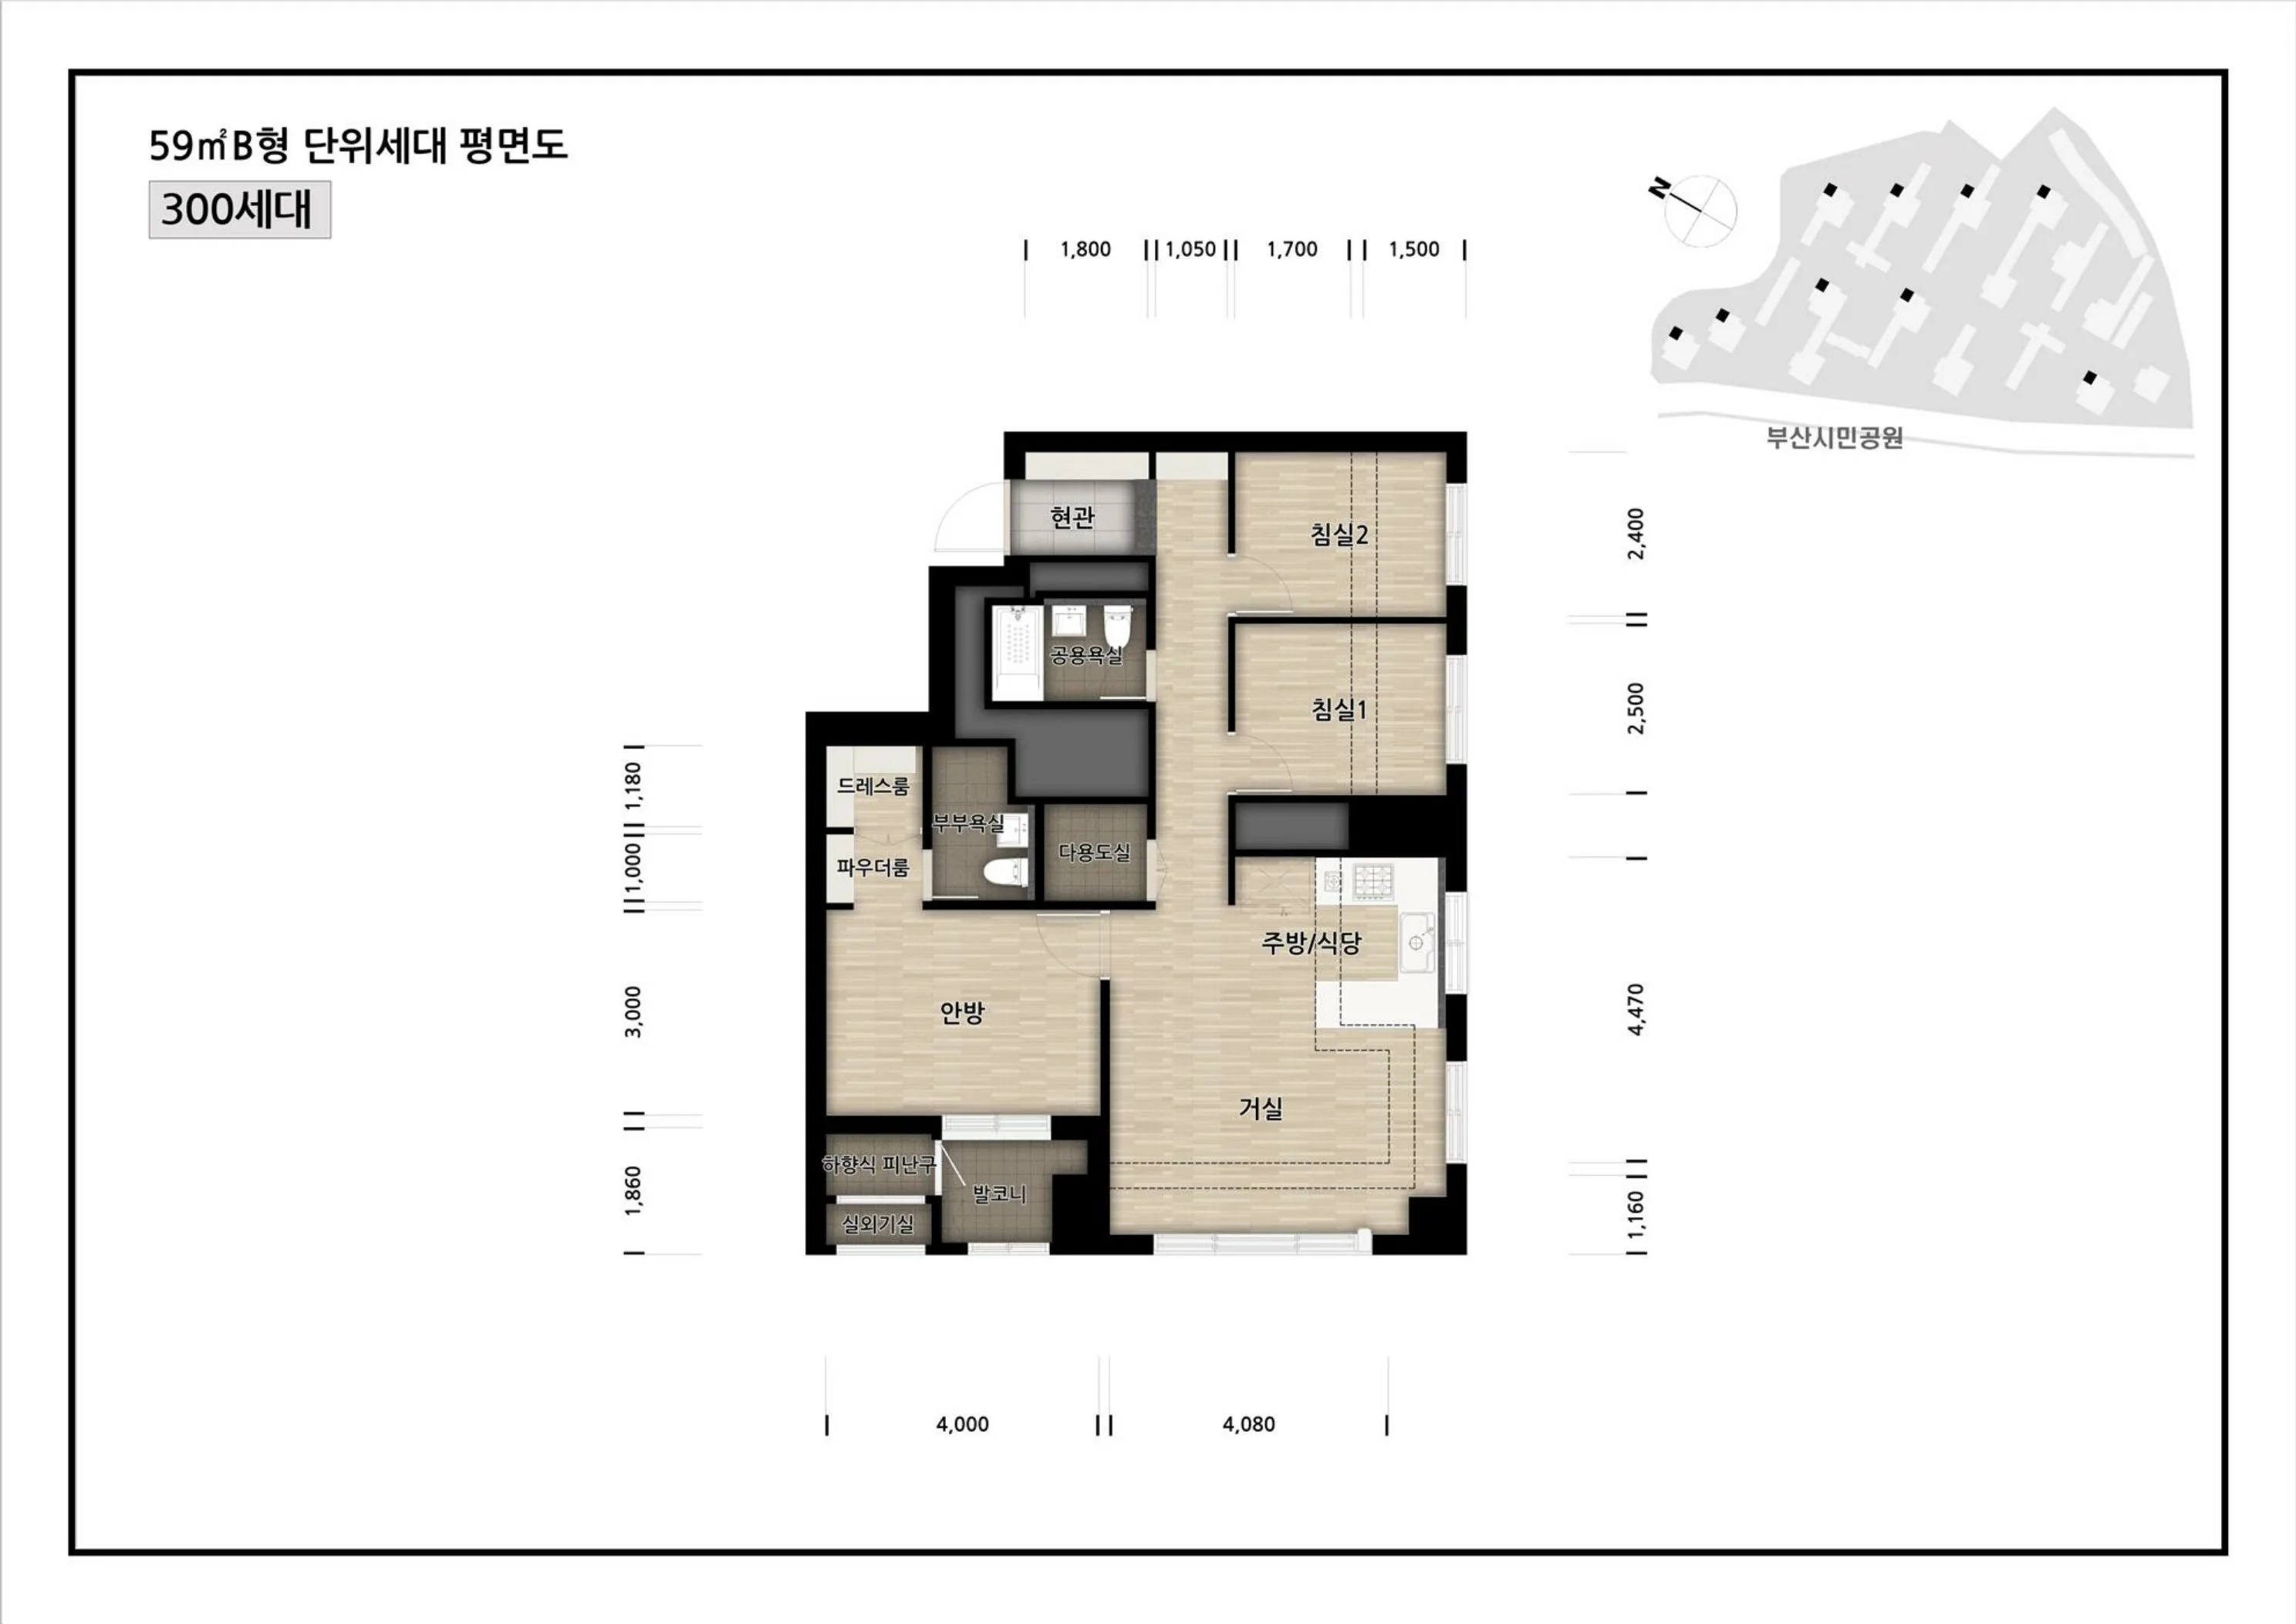 59㎡B형 단위세대 평면도
300세대
N
부산시민공원
1,800
1,050
1,700
1,500
현관
침실2
2,400
공용욕실
침실1
2,500
드레스룸
1,180
부부욕실
다용도실
파우더룸
1,000
주방/식당
안방
3,000
4,470
거실
하향식 피난구
발코니
1,860
실외기실
1,160
4,000
4,080